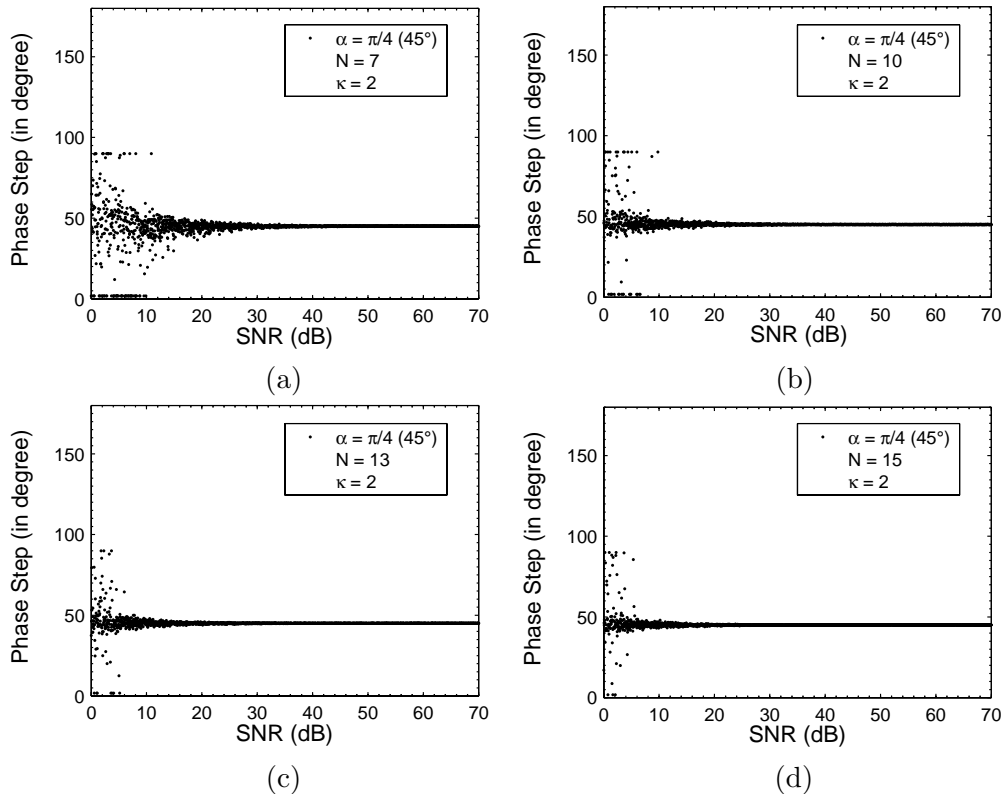 Phase Step (in degree)
150
100
50
0
α = π/4 (45°)
N = 7
κ = 2
0 10 20 30 40 50 60 70
SNR (dB)
(a)
Phase Step (in degree)
150
100
50
0
α = π/4 (45°)
N = 10
κ = 2
0 10 20 30 40 50 60 70
SNR (dB)
(b)
Phase Step (in degree)
150
100
50
0
α = π/4 (45°)
N = 13
κ = 2
0 10 20 30 40 50 60 70
SNR (dB)
(c)
Phase Step (in degree)
150
100
50
0
α = π/4 (45°)
N = 15
κ = 2
0 10 20 30 40 50 60 70
SNR (dB)
(d)